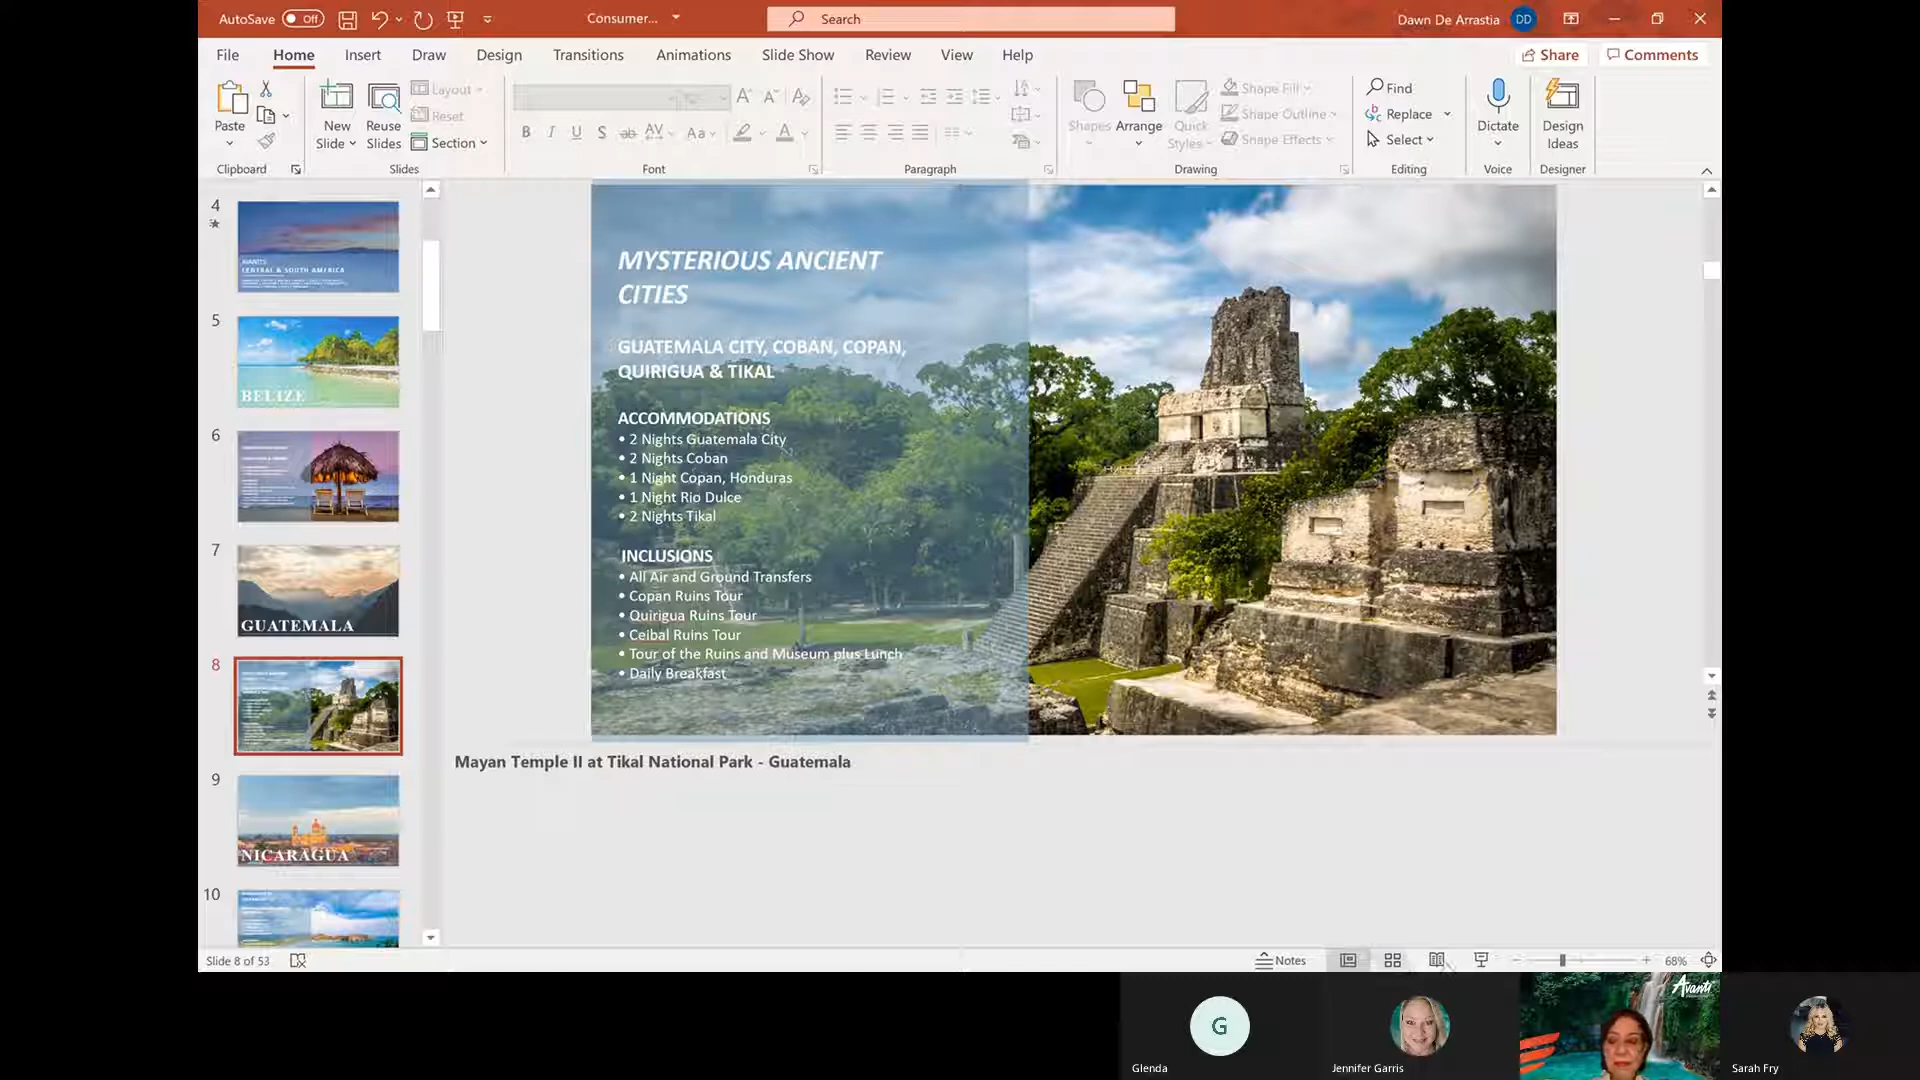 AutoSave Off Consumer... Search Dawn De Arrastia DD
File Home Insert Draw Design Transitions Animations Slide Show Review View Help Share Comments
Paste
New Slide
Reuse Slides
Layout
Reset
Section
B I U S ab AV Aa A
Shapes
Arrange
Quick Styles
Shape Fill
Shape Outline
Shape Effects
Find
Replace
Select
Dictate
Design Ideas
Clipboard Slides Font Paragraph Drawing Editing Voice Designer
4
AVANTI'S
CENTRAL & SOUTH AMERICA
5
BELIZE
6
7
GUATEMALA
8
9
NICARAGUA
10
MYSTERIOUS ANCIENT
CITIES
GUATEMALA CITY, COBAN, COPAN,
QUIRIGUA & TIKAL
ACCOMMODATIONS
• 2 Nights Guatemala City
• 2 Nights Coban
• 1 Night Copan, Honduras
• 1 Night Rio Dulce
• 2 Nights Tikal
INCLUSIONS
• All Air and Ground Transfers
• Copan Ruins Tour
• Quirigua Ruins Tour
• Ceibal Ruins Tour
• Tour of the Ruins and Museum plus Lunch
• Daily Breakfast
Mayan Temple II at Tikal National Park - Guatemala
Slide 8 of 53 Notes 68%
G
Avanti
Glenda Jennifer Garris Sarah Fry